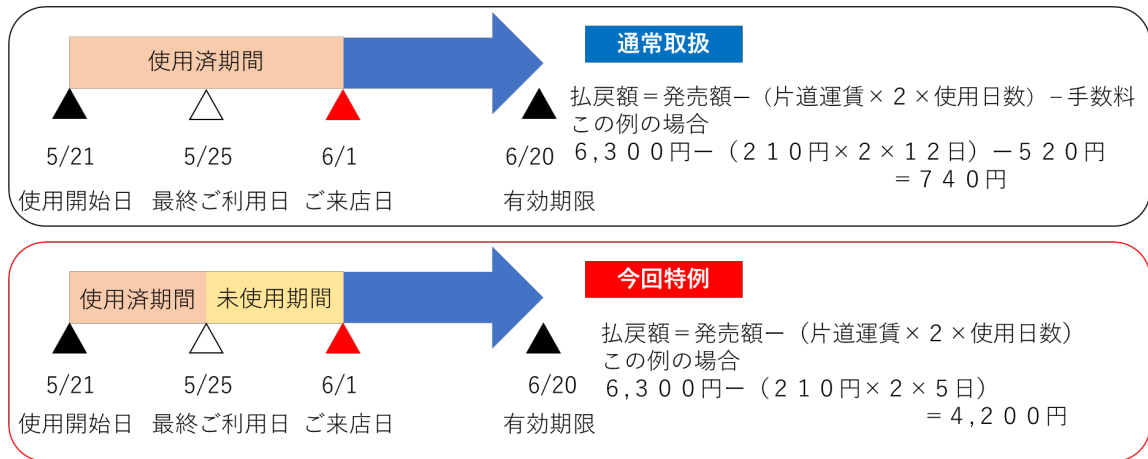 通常取扱
使用済期間
払戻額＝発売額－（片道運賃×２×使用日数）－手数料
この例の場合
６,３００円－（２１０円×２×１２日）－５２０円
＝７４０円
5/21
5/25
6/1
6/20
使用開始日
最終ご利用日
ご来店日
有効期限
今回特例
使用済期間
未使用期間
払戻額＝発売額－（片道運賃×２×使用日数）
この例の場合
６,３００円－（２１０円×２×５日）
＝４,２００円
5/21
5/25
6/1
6/20
使用開始日
最終ご利用日
ご来店日
有効期限